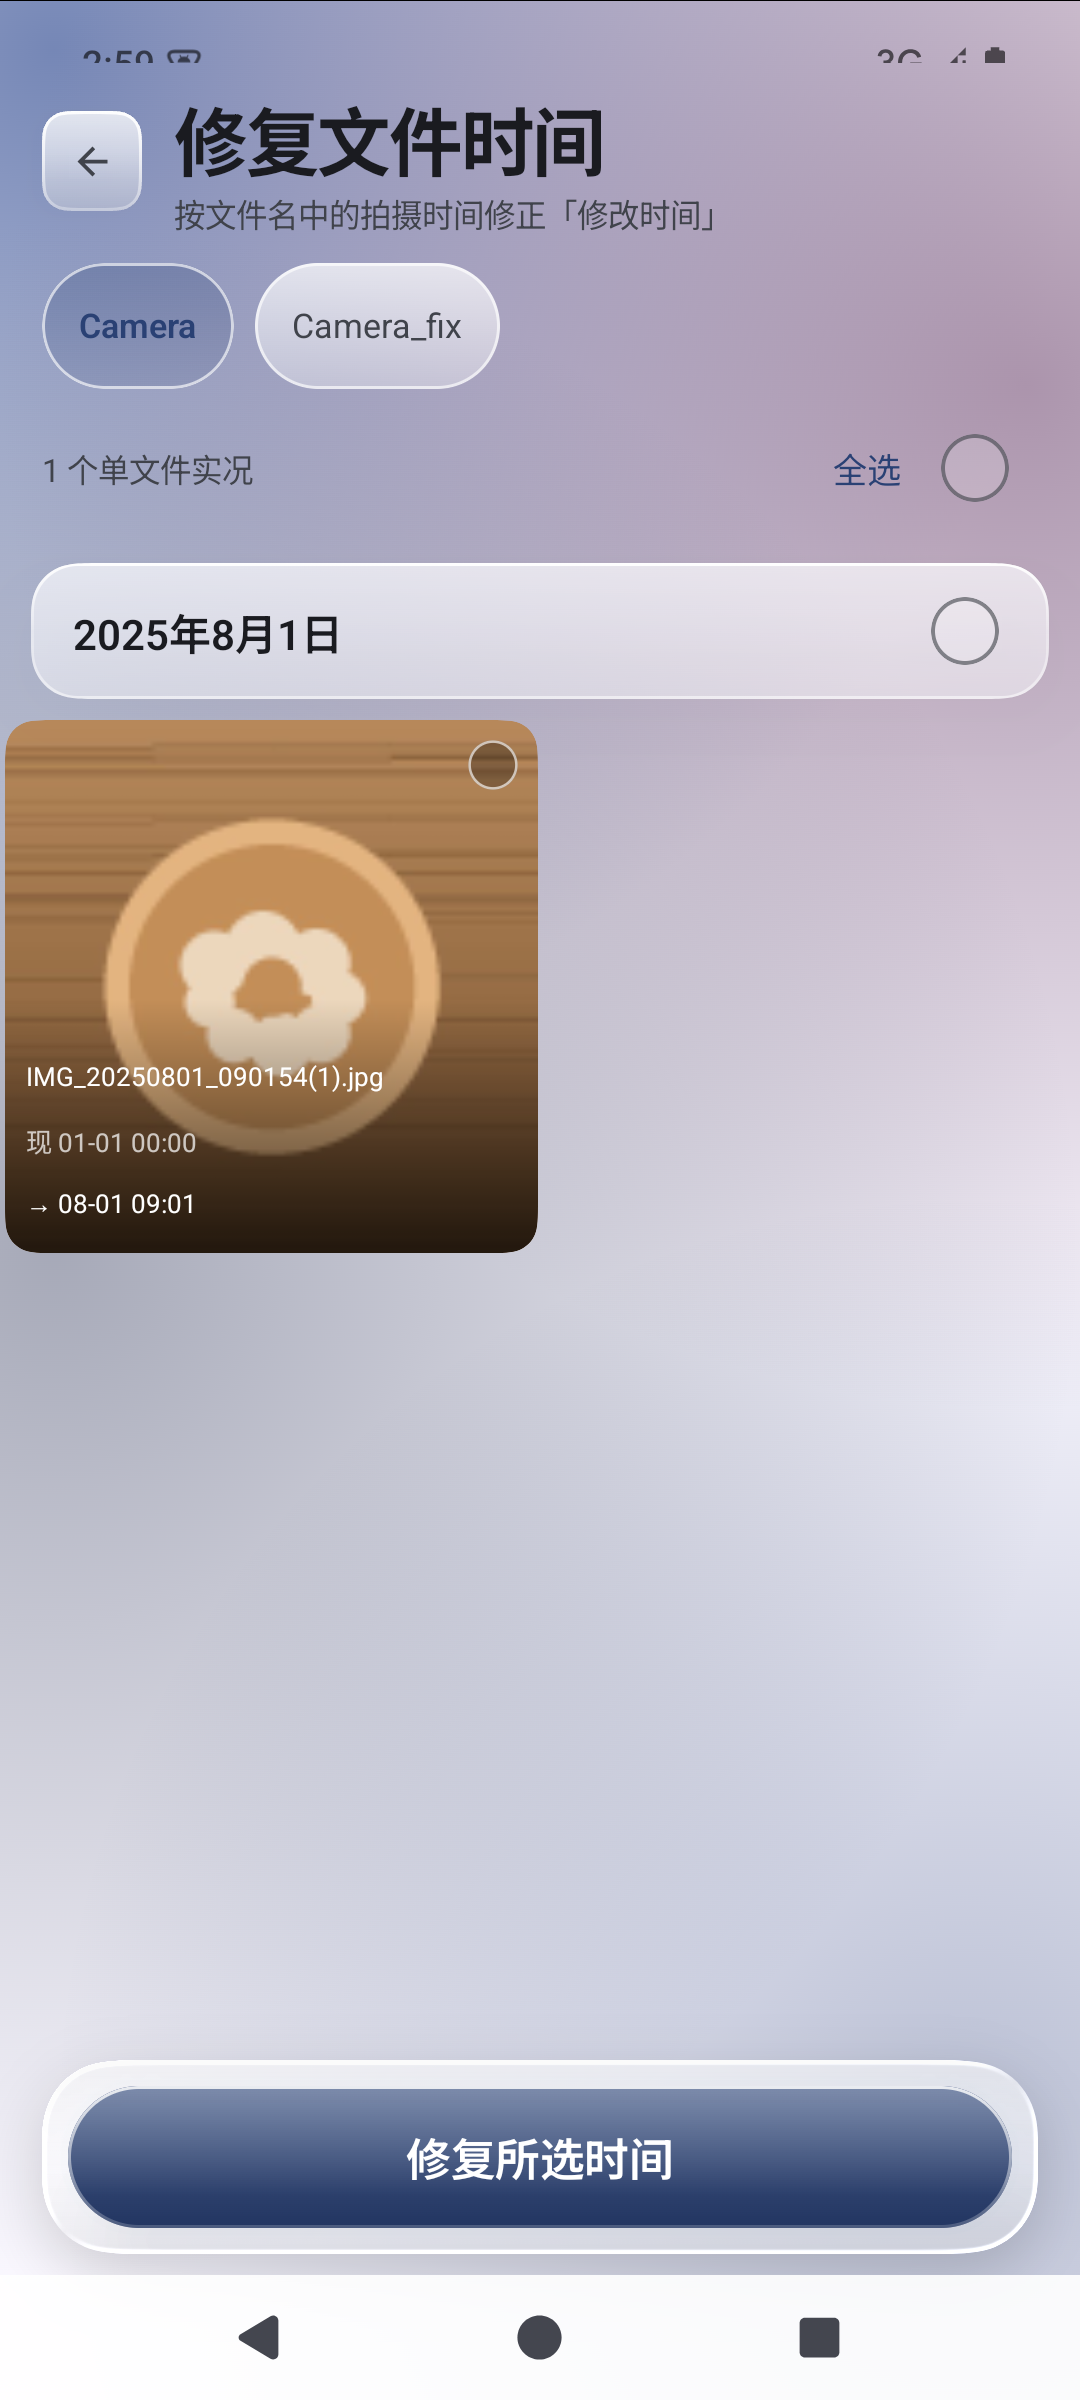 2:59
3G
修复文件时间
按文件名中的拍摄时间修正「修改时间」
Camera
Camera_fix
1 个单文件实况
全选
2025年8月1日
IMG_20250801_090154(1).jpg
现 01-01 00:00
→ 08-01 09:01
修复所选时间